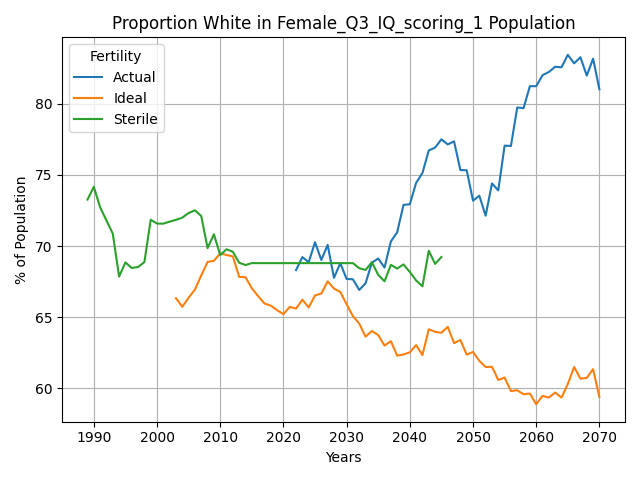 Proportion White in Female_Q3_IQ_scoring_1 Population
Fertility
Actual
Ideal
Sterile
% of Population
80
75
70
65
60
1990 2000 2010 2020 2030 2040 2050 2060 2070
Years